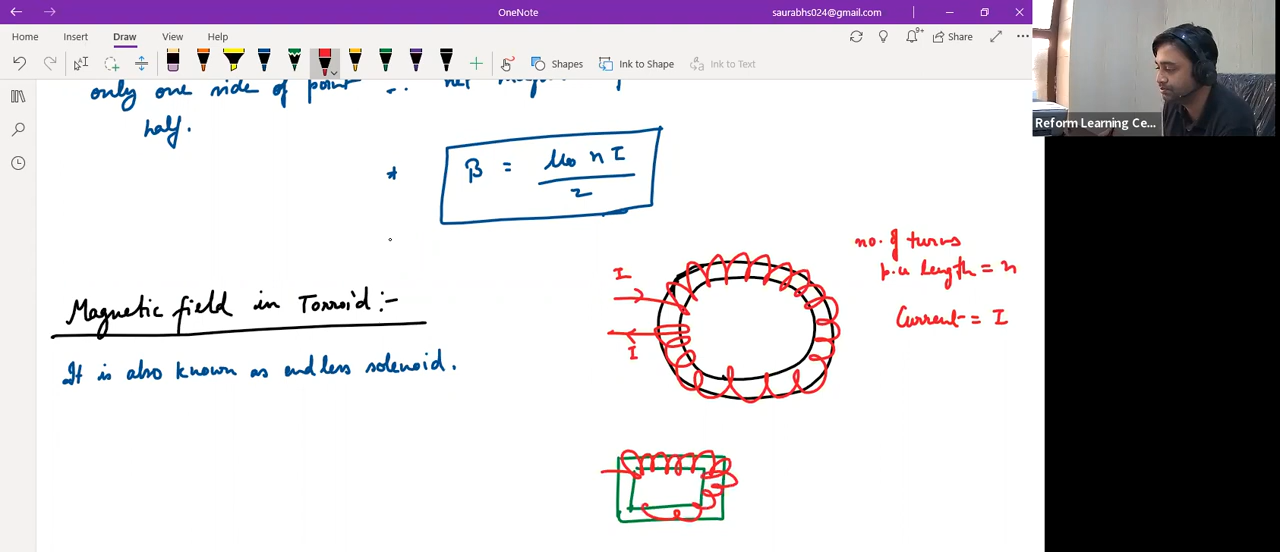 OneNote
saurabhs024@gmail.com
Home Insert Draw View Help
Share
Shapes Ink to Shape Ink to Text
only one side of point
half.
* B = μ₀ n I / 2
no. of turns
p.u length = n
Current = I
I
I
Magnetic field in Torroid :-
It is also known as endless solenoid.
Reform Learning Ce...